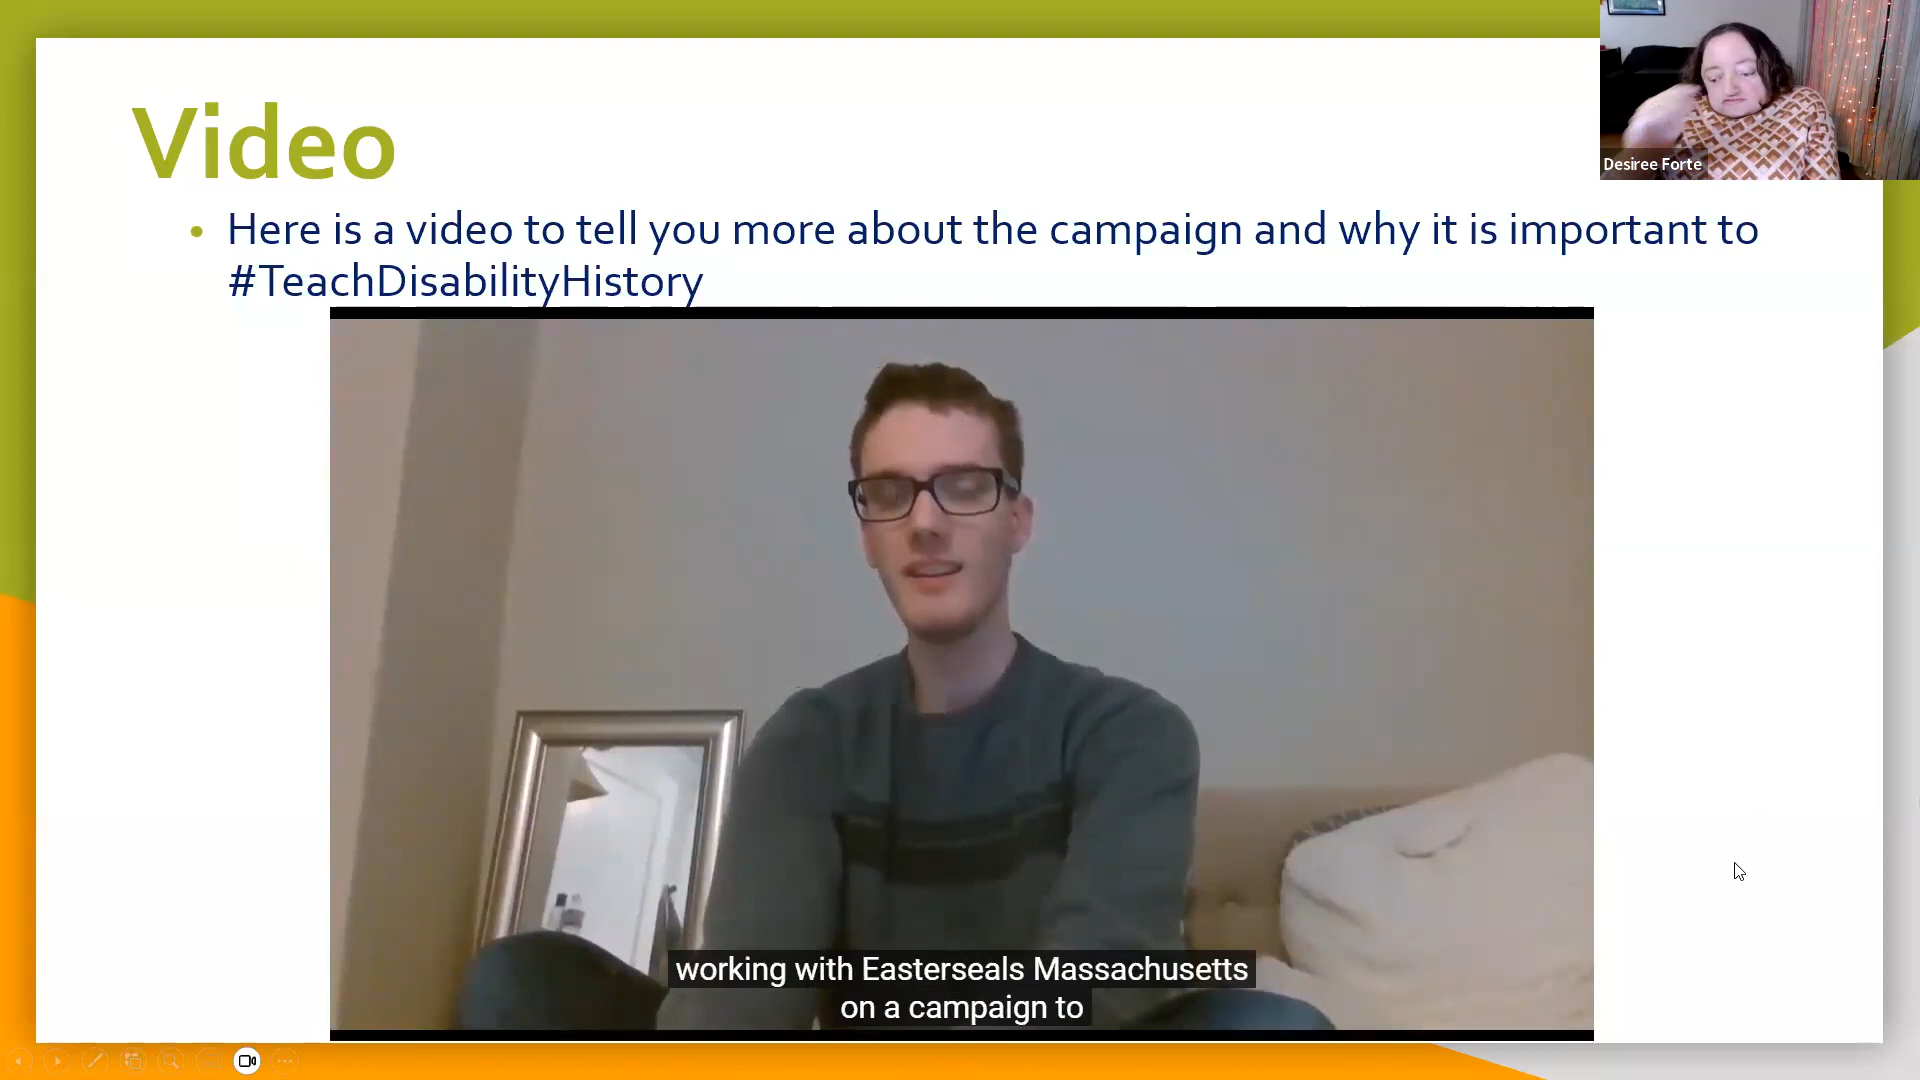 Video
Desiree Forte
• Here is a video to tell you more about the campaign and why it is important to
#TeachDisabilityHistory
working with Easterseals Massachusetts
on a campaign to